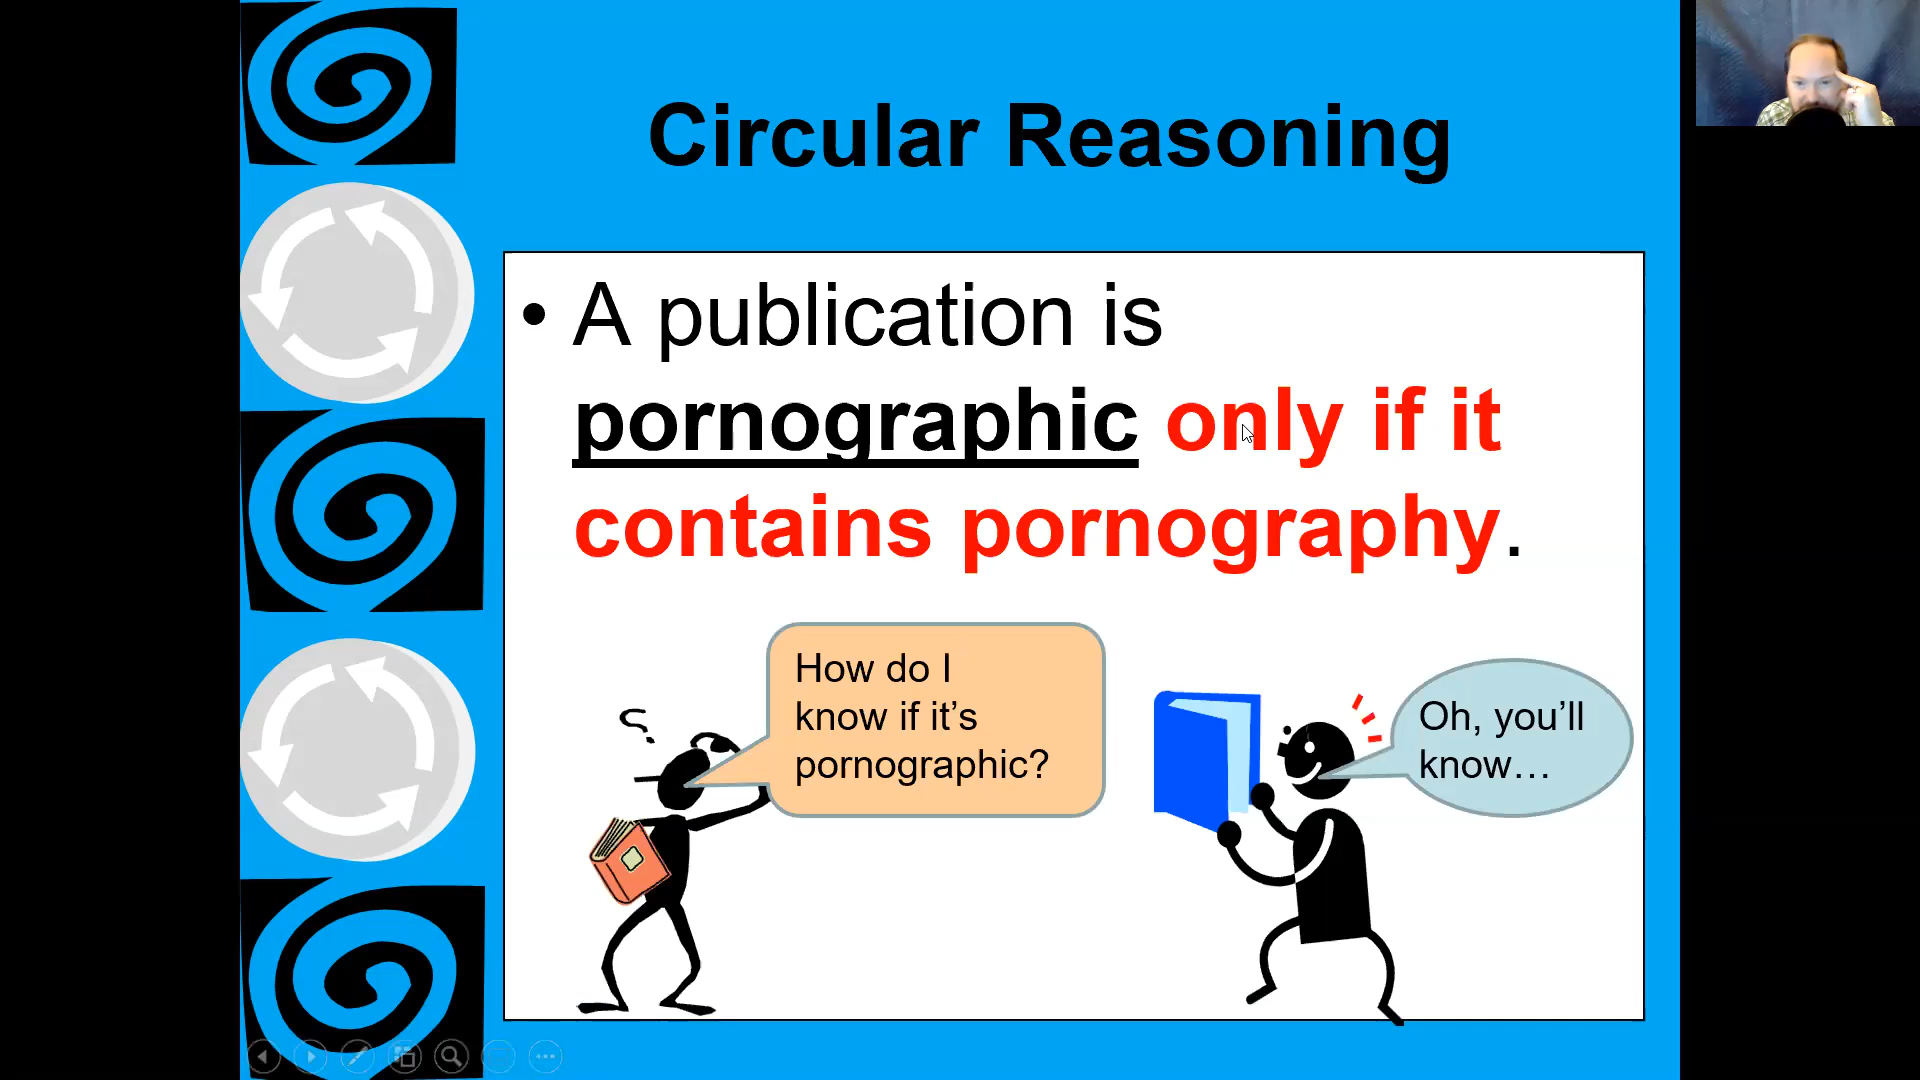 Circular Reasoning
• A publication is
pornographic only if it
contains pornography.
How do I
know if it’s
pornographic?
Oh, you’ll
know…